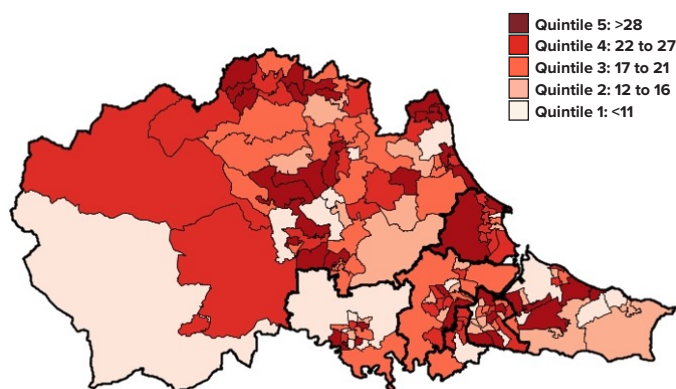 Quintile 5: >28
Quintile 4: 22 to 27
Quintile 3: 17 to 21
Quintile 2: 12 to 16
Quintile 1: <11